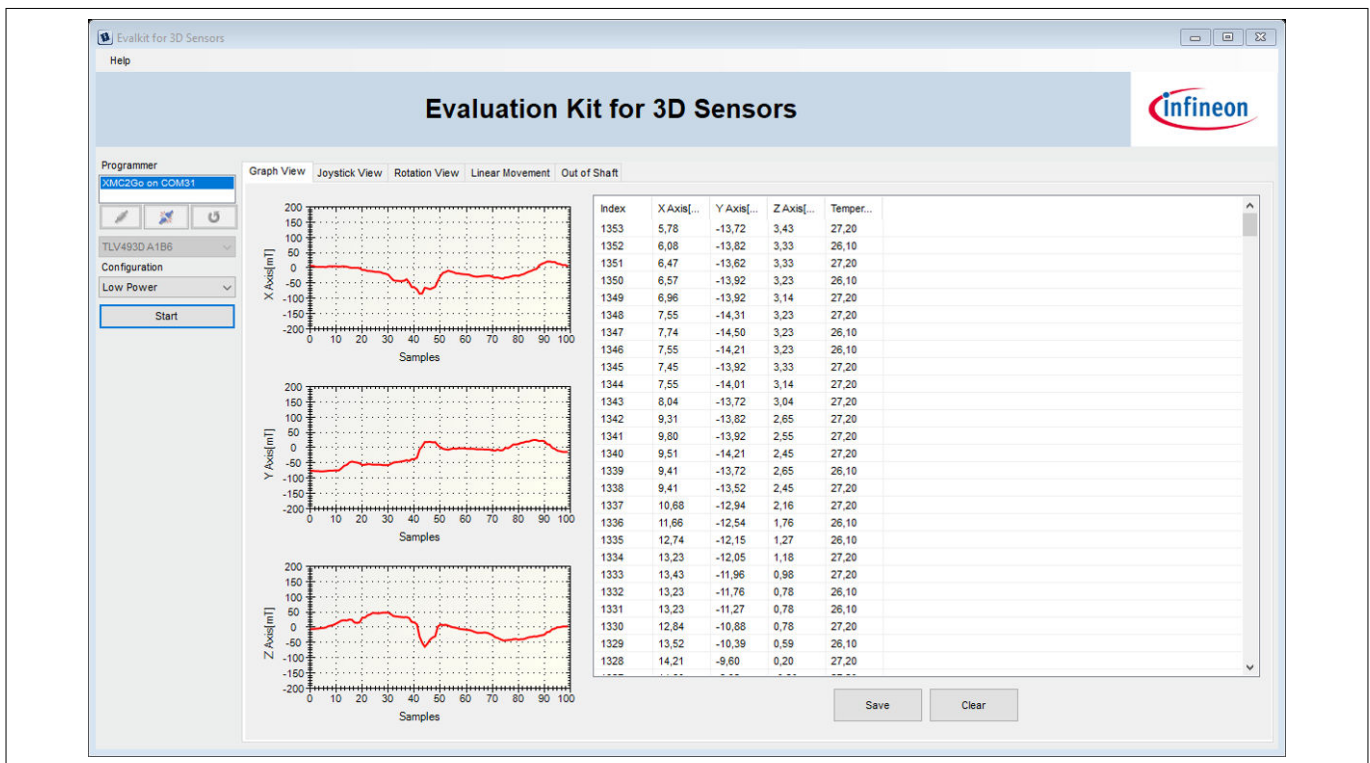 Evalkit for 3D Sensors
Help
Evaluation Kit for 3D Sensors
infineon
Programmer
XMC2Go on COM31
TLV493D A1B6
Configuration
Low Power
Start
Graph View Joystick View Rotation View Linear Movement Out of Shaft
200
150
100
50
0
-50
-100
-150
-200
X Axis[mT]
0 10 20 30 40 50 60 70 80 90 100
Samples
200
150
100
50
0
-50
-100
-150
-200
Y Axis[mT]
0 10 20 30 40 50 60 70 80 90 100
Samples
200
150
100
50
0
-50
-100
-150
-200
Z Axis[mT]
0 10 20 30 40 50 60 70 80 90 100
Samples
Index X Axis[... Y Axis[... Z Axis[... Temper...
1353 5,78 -13,72 3,43 27,20
1352 6,08 -13,82 3,33 26,10
1351 6,47 -13,62 3,33 27,20
1350 6,57 -13,92 3,23 26,10
1349 6,96 -13,92 3,14 27,20
1348 7,55 -14,31 3,23 27,20
1347 7,74 -14,50 3,23 26,10
1346 7,55 -14,21 3,23 26,10
1345 7,45 -13,92 3,33 27,20
1344 7,55 -14,01 3,14 27,20
1343 8,04 -13,72 3,04 27,20
1342 9,31 -13,82 2,65 27,20
1341 9,80 -13,92 2,55 27,20
1340 9,51 -14,21 2,45 27,20
1339 9,41 -13,72 2,65 26,10
1338 9,41 -13,52 2,45 27,20
1337 10,68 -12,94 2,16 27,20
1336 11,66 -12,54 1,76 26,10
1335 12,74 -12,15 1,27 26,10
1334 13,23 -12,05 1,18 27,20
1333 13,43 -11,96 0,98 27,20
1332 13,23 -11,76 0,78 26,10
1331 13,23 -11,27 0,78 26,10
1330 12,84 -10,88 0,78 27,20
1329 13,52 -10,39 0,59 26,10
1328 14,21 -9,60 0,20 27,20
Save Clear